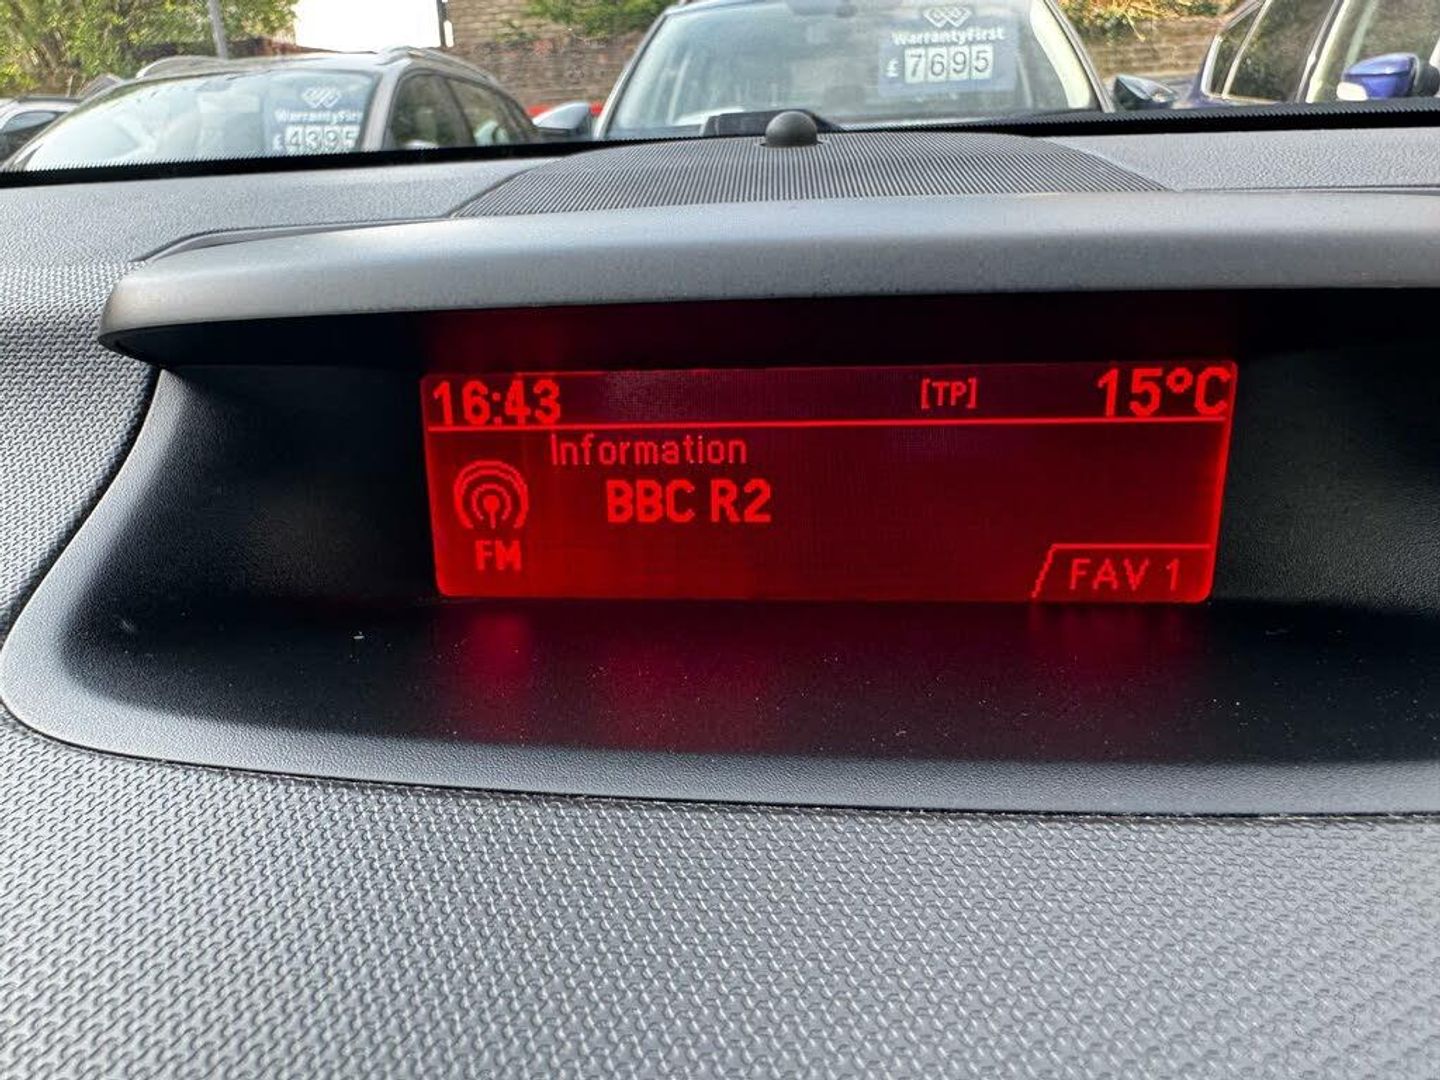 WarrantyFirst
£7695
WarrantyFirst
£4395
16:43 [TP] 15°C
Information
BBC R2
FM
FAV 1